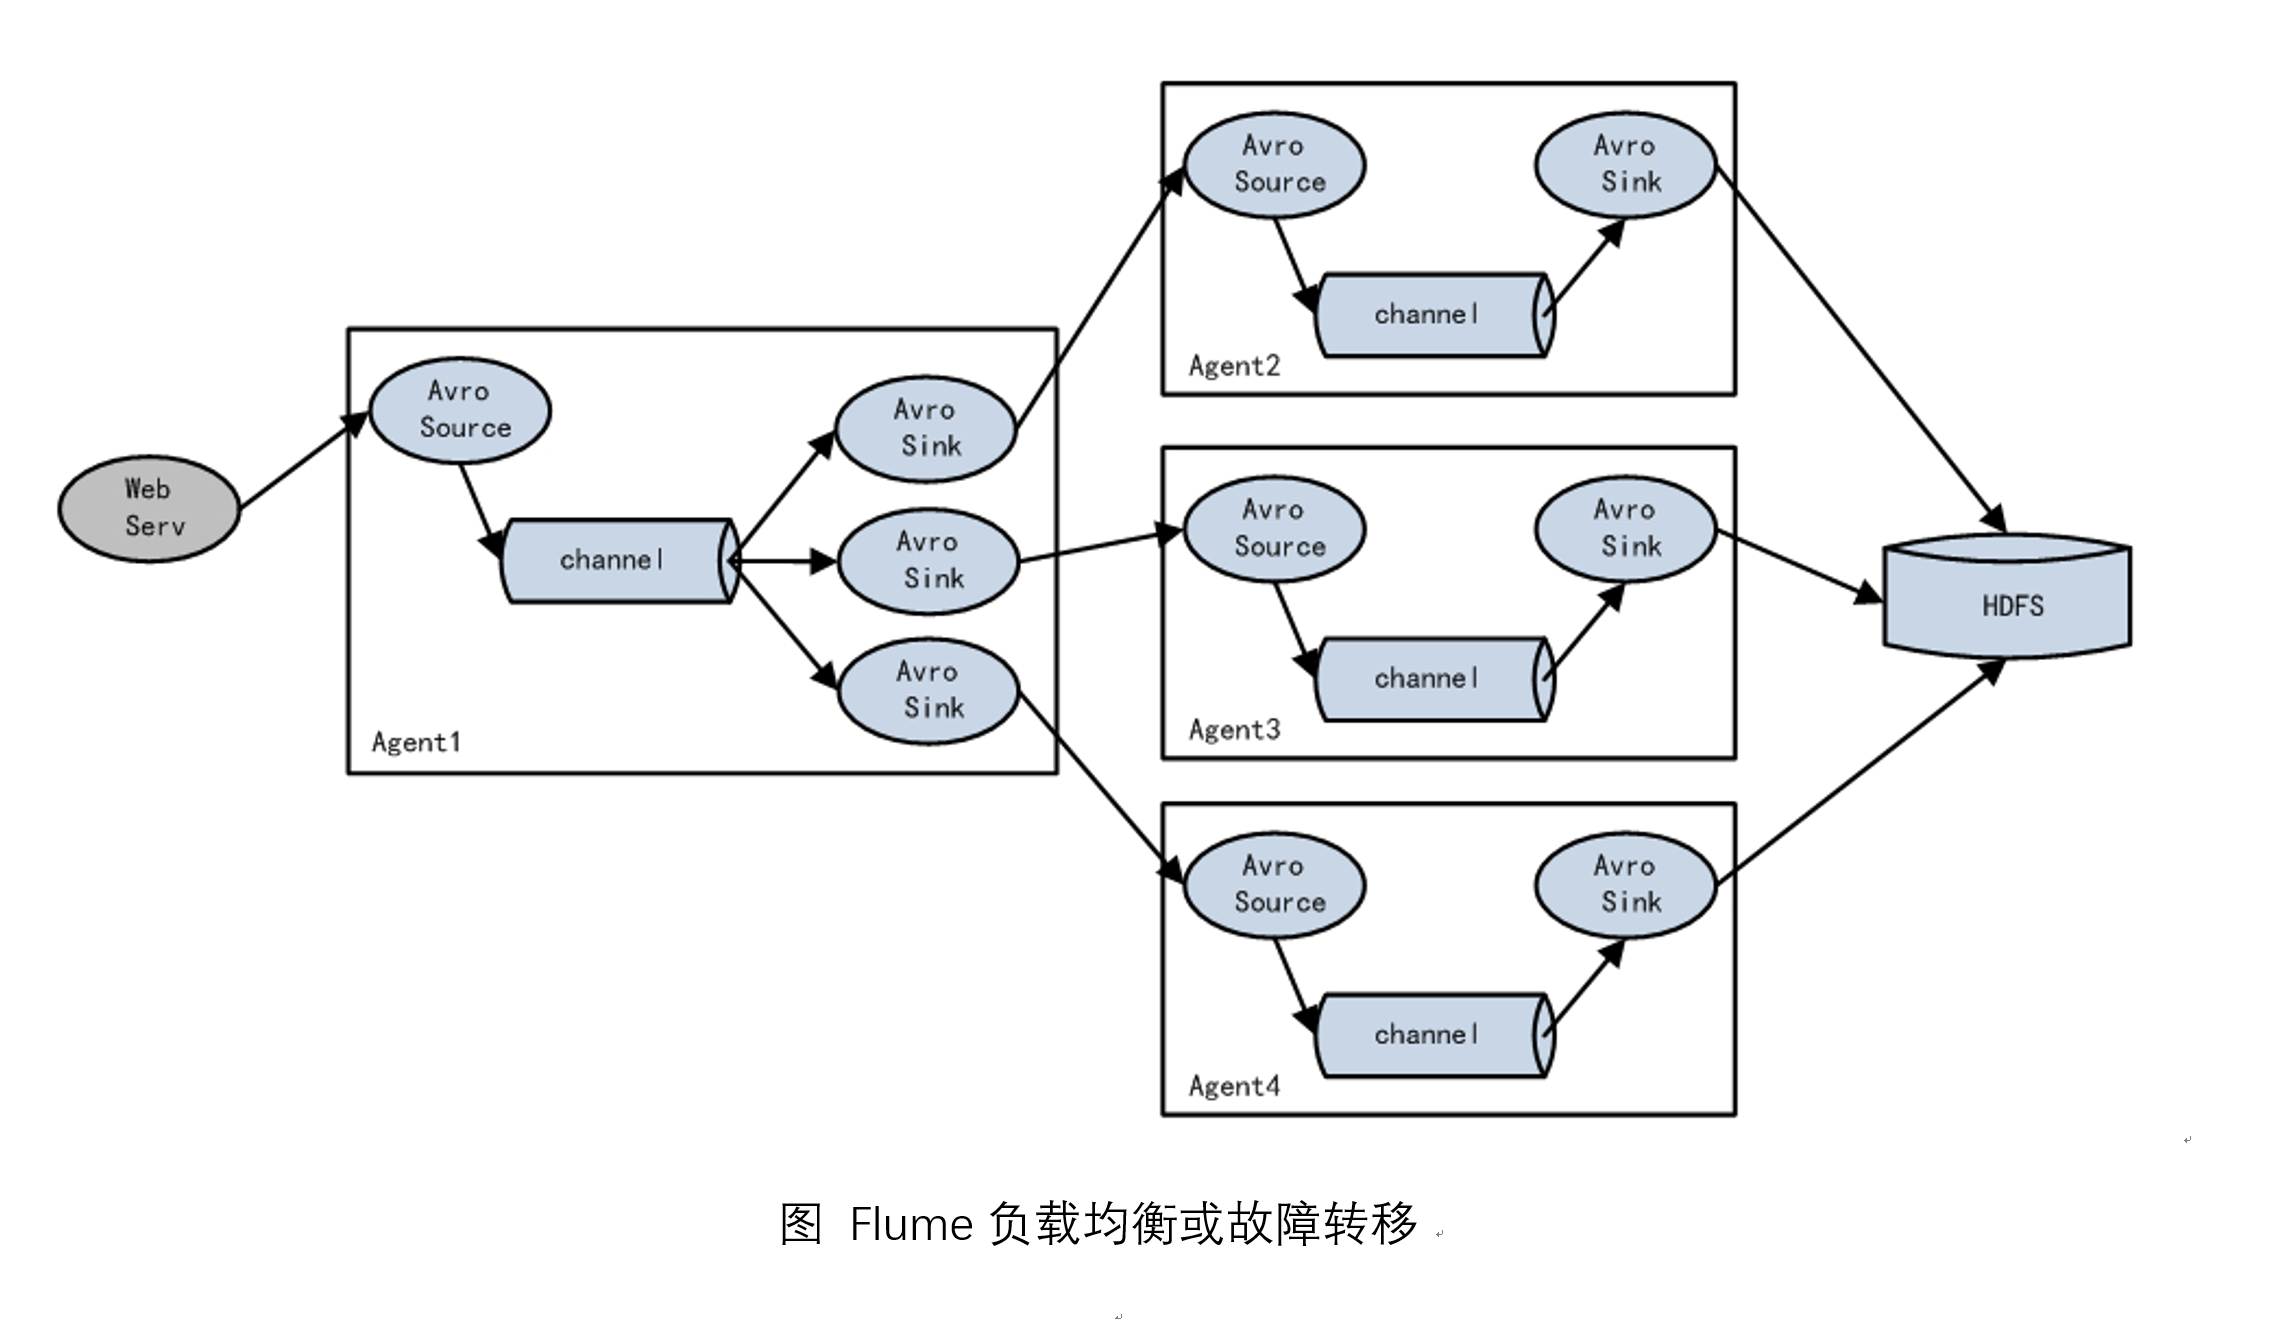 Web
Serv
Avro
Source
channel
Avro
Sink
Avro
Sink
Avro
Sink
Agent1
Avro
Source
channel
Avro
Sink
Agent2
Avro
Source
channel
Avro
Sink
Agent3
Avro
Source
channel
Avro
Sink
Agent4
HDFS
图 Flume 负载均衡或故障转移